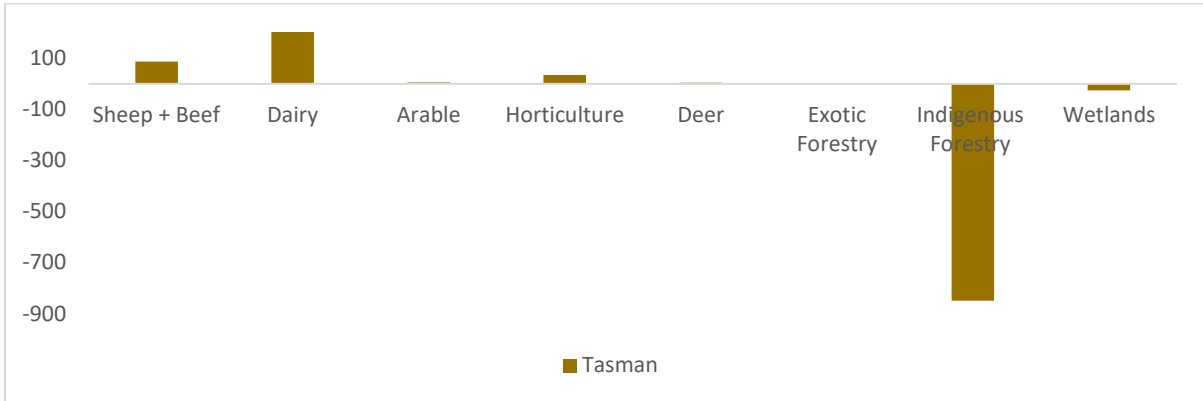 100
-100
-300
-500
-700
-900
Sheep + Beef
Dairy
Arable
Horticulture
Deer
Exotic
Forestry
Indigenous
Forestry
Wetlands
Tasman